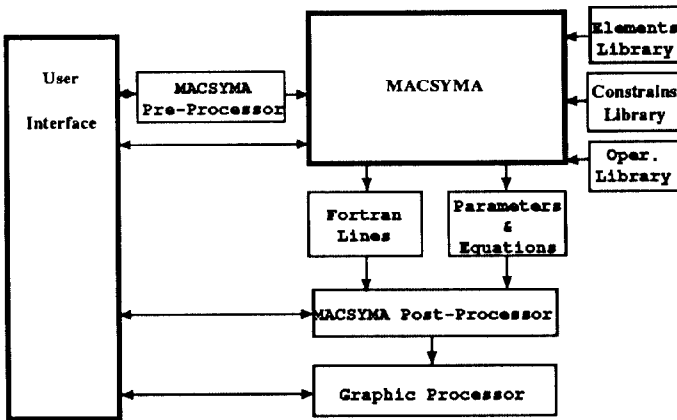 User
Interface
MACSYMA
Pre-Processor
MACSYMA
Elements
Library
Constrains
Library
Oper.
Library
Fortran
Lines
Parameters
&
Equations
MACSYMA Post-Processor
Graphic Processor